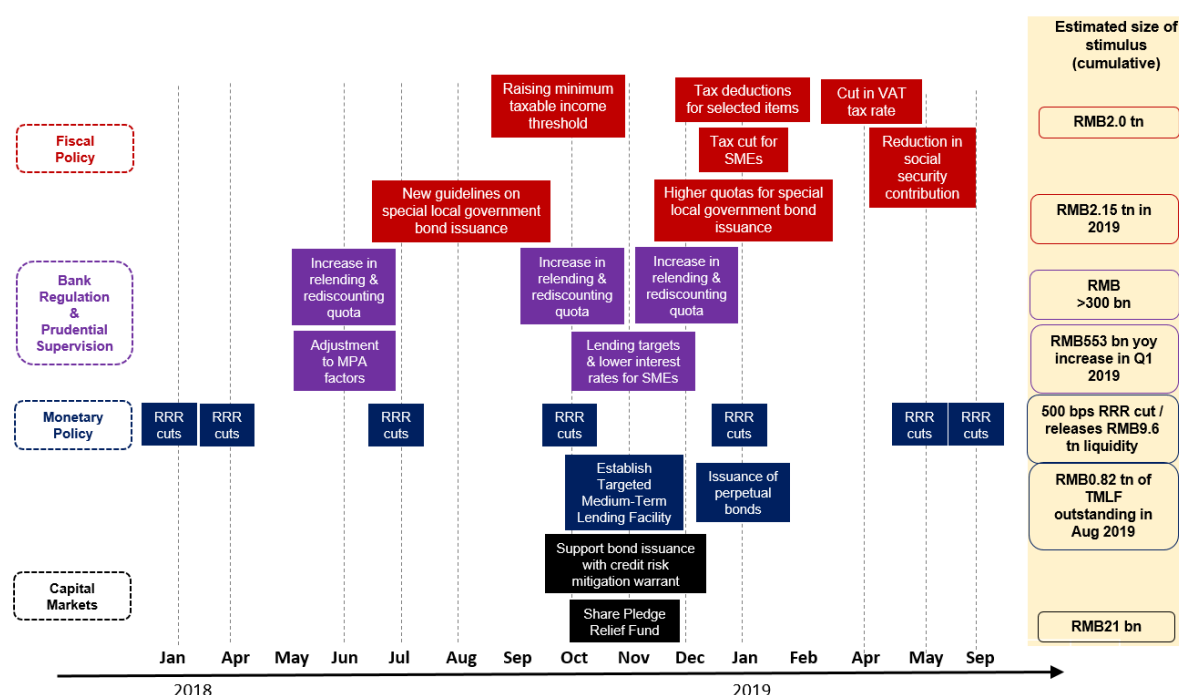 Estimated size of
stimulus
(cumulative)
Fiscal
Policy
Raising minimum
taxable income
threshold
Tax deductions
for selected items
Cut in VAT
tax rate
RMB2.0 tn
Tax cut for
SMEs
Reduction in
social
security
contribution
New guidelines on
special local government
bond issuance
Higher quotas for special
local government bond
issuance
RMB2.15 tn in
2019
Bank
Regulation
&
Prudential
Supervision
Increase in
relending &
rediscounting
quota
Increase in
relending &
rediscounting
quota
Increase in
relending &
rediscounting
quota
RMB
>300 bn
Adjustment
to MPA
factors
Lending targets
& lower interest
rates for SMEs
RMB553 bn yoy
increase in Q1
2019
Monetary
Policy
RRR
cuts
RRR
cuts
RRR
cuts
RRR
cuts
RRR
cuts
RRR
cuts
RRR
cuts
500 bps RRR cut /
releases RMB9.6
tn liquidity
Establish
Targeted
Medium-Term
Lending Facility
Issuance of
perpetual
bonds
RMB0.82 tn of
TMLF
outstanding in
Aug 2019
Capital
Markets
Support bond issuance
with credit risk
mitigation warrant
Share Pledge
Relief Fund
RMB21 bn
Jan Apr May Jun Jul Aug Sep Oct Nov Dec Jan Feb Apr May Sep
2018 2019